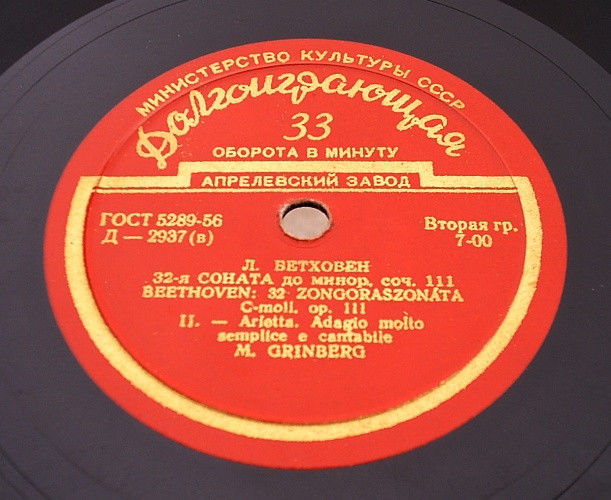 МИНИСТЕРСТВО КУЛЬТУРЫ СССР
Долгоиграющая
33
ОБОРОТА В МИНУТУ
АПРЕЛЕВСКИЙ ЗАВОД
ГОСТ 5289-56
Д — 2937 (в)
Вторая гр.
7-00
Л. БЕТХОВЕН
32-я СОНАТА до минор, соч. 111
BEETHOVEN: 32 ZONGORASZONÁTA
C-moll, op. 111
II. — Arietta. Adagio molto
semplice e cantabile
M. GRINBERG